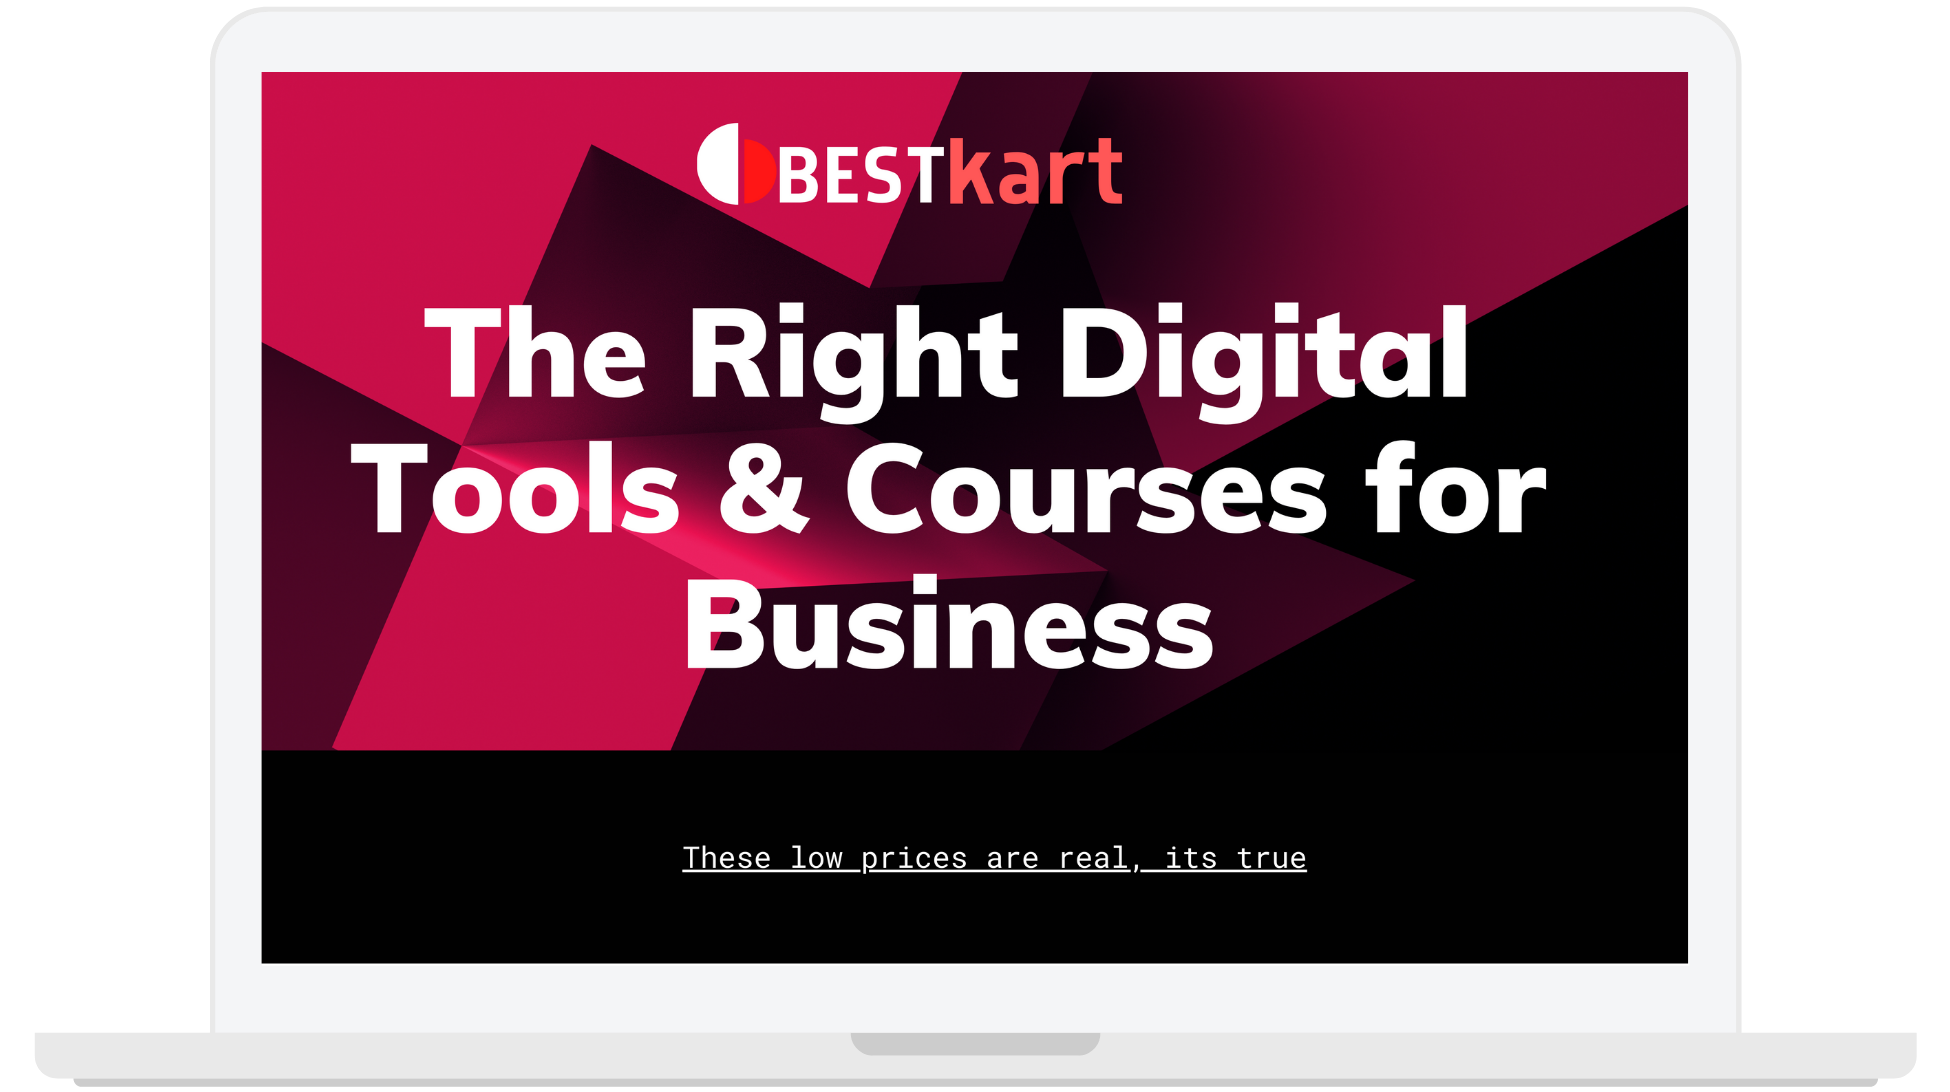 BESTkart
The Right Digital
Tools & Courses for
Business
These low prices are real, its true